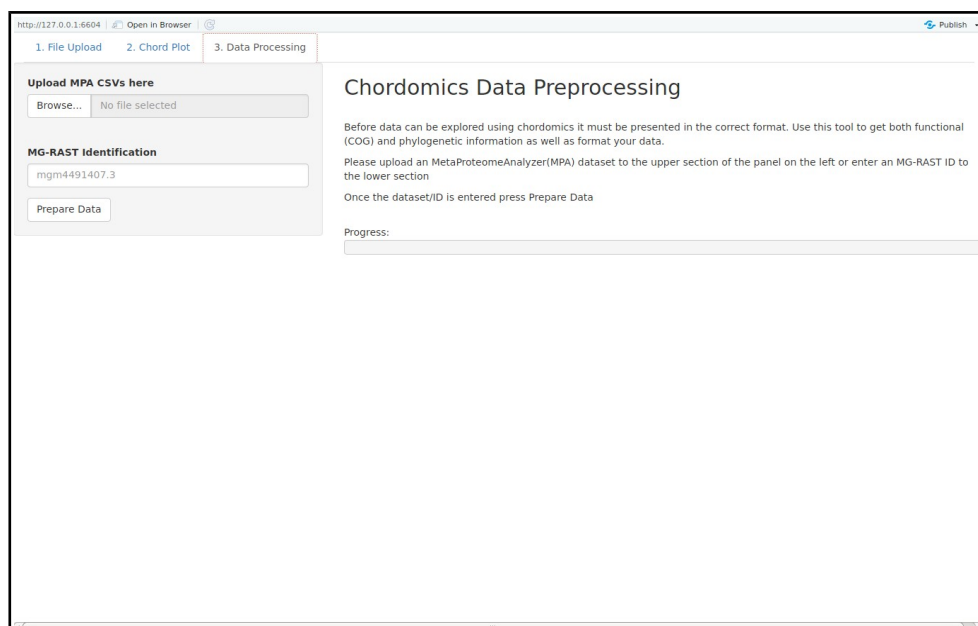 http://127.0.0.1:6604 Open in Browser Publish
1. File Upload 2. Chord Plot 3. Data Processing
Upload MPA CSVs here
Browse... No file selected
MG-RAST Identification
mgm4491407.3
Prepare Data
Chordomics Data Preprocessing
Before data can be explored using chordomics it must be presented in the correct format. Use this tool to get both functional
(COG) and phylogenetic information as well as format your data.
Please upload an MetaProteomeAnalyzer(MPA) dataset to the upper section of the panel on the left or enter an MG-RAST ID to
the lower section
Once the dataset/ID is entered press Prepare Data
Progress: